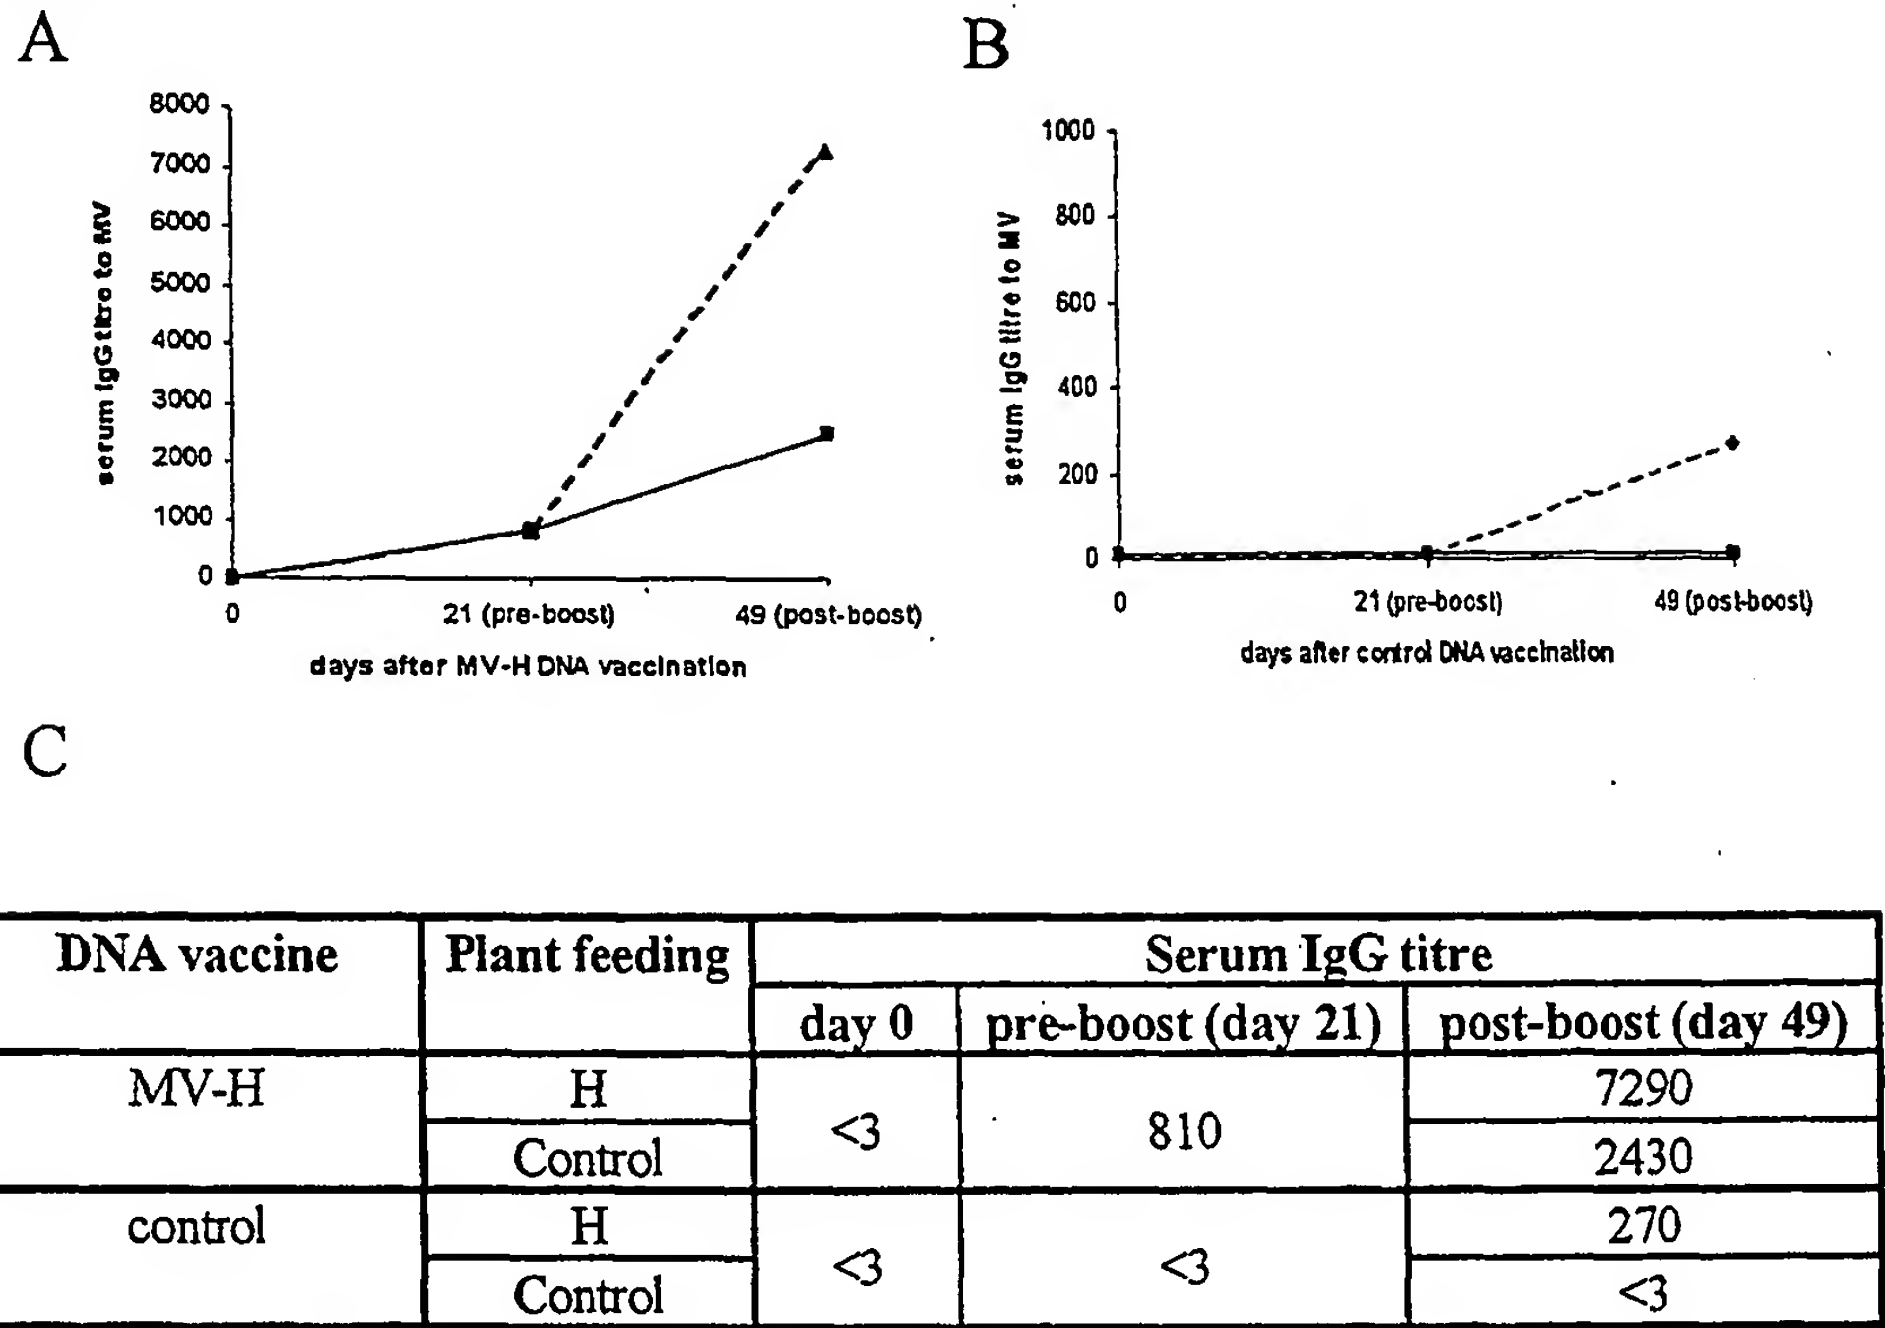 A
8000
7000
6000
5000
4000
3000
2000
1000
0
serum IgG titre to MV
0 21 (pre-boost) 49 (post-boost)
days after MV-H DNA vaccination
B
1000
800
600
400
200
0
serum IgG titre to MV
0 21 (pre-boost) 49 (post-boost)
days after control DNA vaccination
C
DNA vaccine Plant feeding Serum IgG titre
day 0 pre-boost (day 21) post-boost (day 49)
MV-H H <3 810 7290
Control 2430
control H <3 <3 270
Control <3